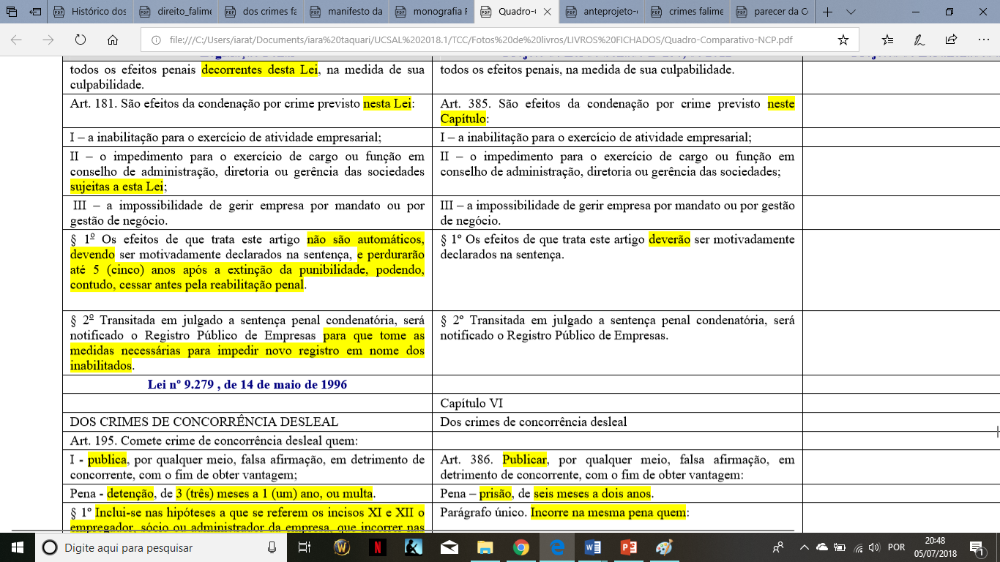 Histórico dos
direito_falime
dos crimes fa
manifesto da
monografia F
Quadro-C
anteprojeto-
crimes falime
parecer da C
file:///C:/Users/iarat/Documents/iara%20taquari/UCSAL%202018.1/TCC/Fotos%20de%20livros/LIVROS%20FICHADOS/Quadro-Comparativo-NCP.pdf
todos os efeitos penais decorrentes desta Lei, na medida de sua
culpabilidade.
todos os efeitos penais, na medida de sua culpabilidade.
Art. 181. São efeitos da condenação por crime previsto nesta Lei:
Art. 385. São efeitos da condenação por crime previsto neste
Capítulo:
I – a inabilitação para o exercício de atividade empresarial;
I – a inabilitação para o exercício de atividade empresarial;
II – o impedimento para o exercício de cargo ou função em
conselho de administração, diretoria ou gerência das sociedades
sujeitas a esta Lei;
II – o impedimento para o exercício de cargo ou função em
conselho de administração, diretoria ou gerência das sociedades;
III – a impossibilidade de gerir empresa por mandato ou por
gestão de negócio.
III – a impossibilidade de gerir empresa por mandato ou por gestão
de negócio.
§ 1º Os efeitos de que trata este artigo não são automáticos,
devendo ser motivadamente declarados na sentença, e perdurarão
até 5 (cinco) anos após a extinção da punibilidade, podendo,
contudo, cessar antes pela reabilitação penal.
§ 1º Os efeitos de que trata este artigo deverão ser motivadamente
declarados na sentença.
§ 2º Transitada em julgado a sentença penal condenatória, será
notificado o Registro Público de Empresas para que tome as
medidas necessárias para impedir novo registro em nome dos
inabilitados.
§ 2º Transitada em julgado a sentença penal condenatória, será
notificado o Registro Público de Empresas.
Lei nº 9.279 , de 14 de maio de 1996
Capítulo VI
DOS CRIMES DE CONCORRÊNCIA DESLEAL
Dos crimes de concorrência desleal
Art. 195. Comete crime de concorrência desleal quem:
I - publica, por qualquer meio, falsa afirmação, em detrimento de
concorrente, com o fim de obter vantagem;
Art. 386. Publicar, por qualquer meio, falsa afirmação, em
detrimento de concorrente, com o fim de obter vantagem:
Pena - detenção, de 3 (três) meses a 1 (um) ano, ou multa.
Pena – prisão, de seis meses a dois anos.
§ 1º Inclui-se nas hipóteses a que se referem os incisos XI e XII o
empregador, sócio ou administrador da empresa, que incorrer nas
Parágrafo único. Incorre na mesma pena quem:
Digite aqui para pesquisar
POR
20:48
05/07/2018